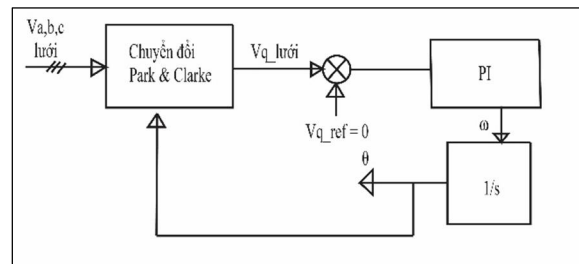 Va,b,c
lưới
Chuyển đổi
Park & Clarke
Vq_lưới
PI
Vq_ref = 0
ω
θ
1/s